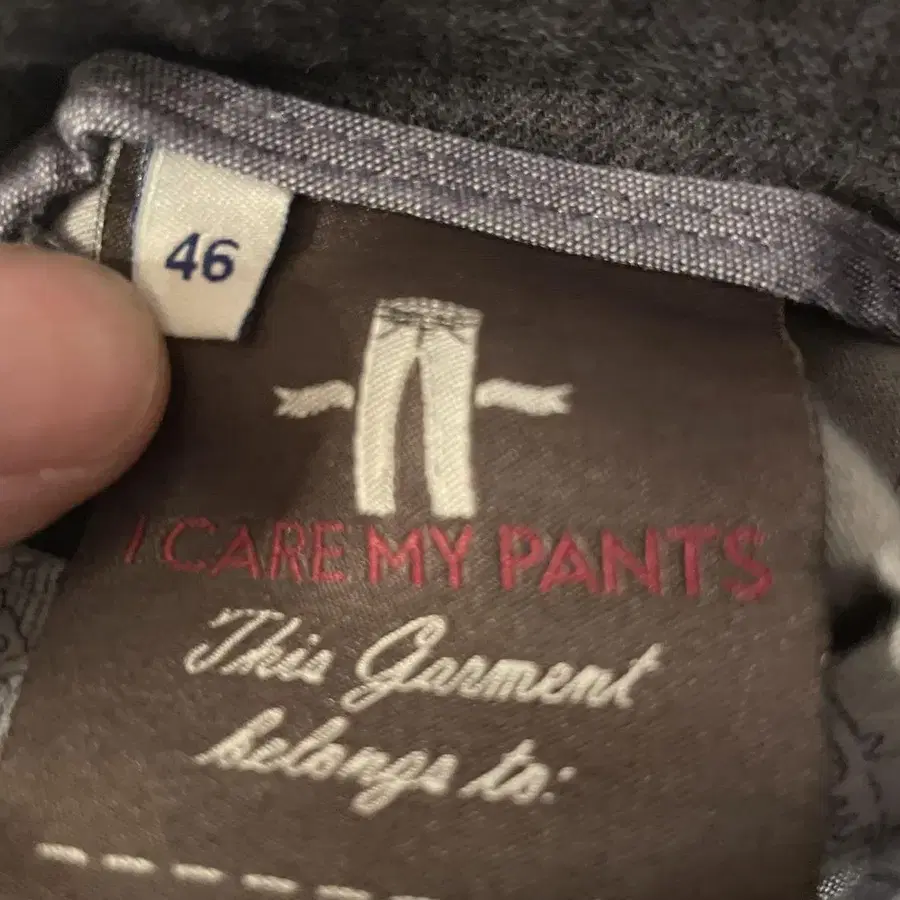 46
I CARE MY PANTS
This Garment
belongs to: